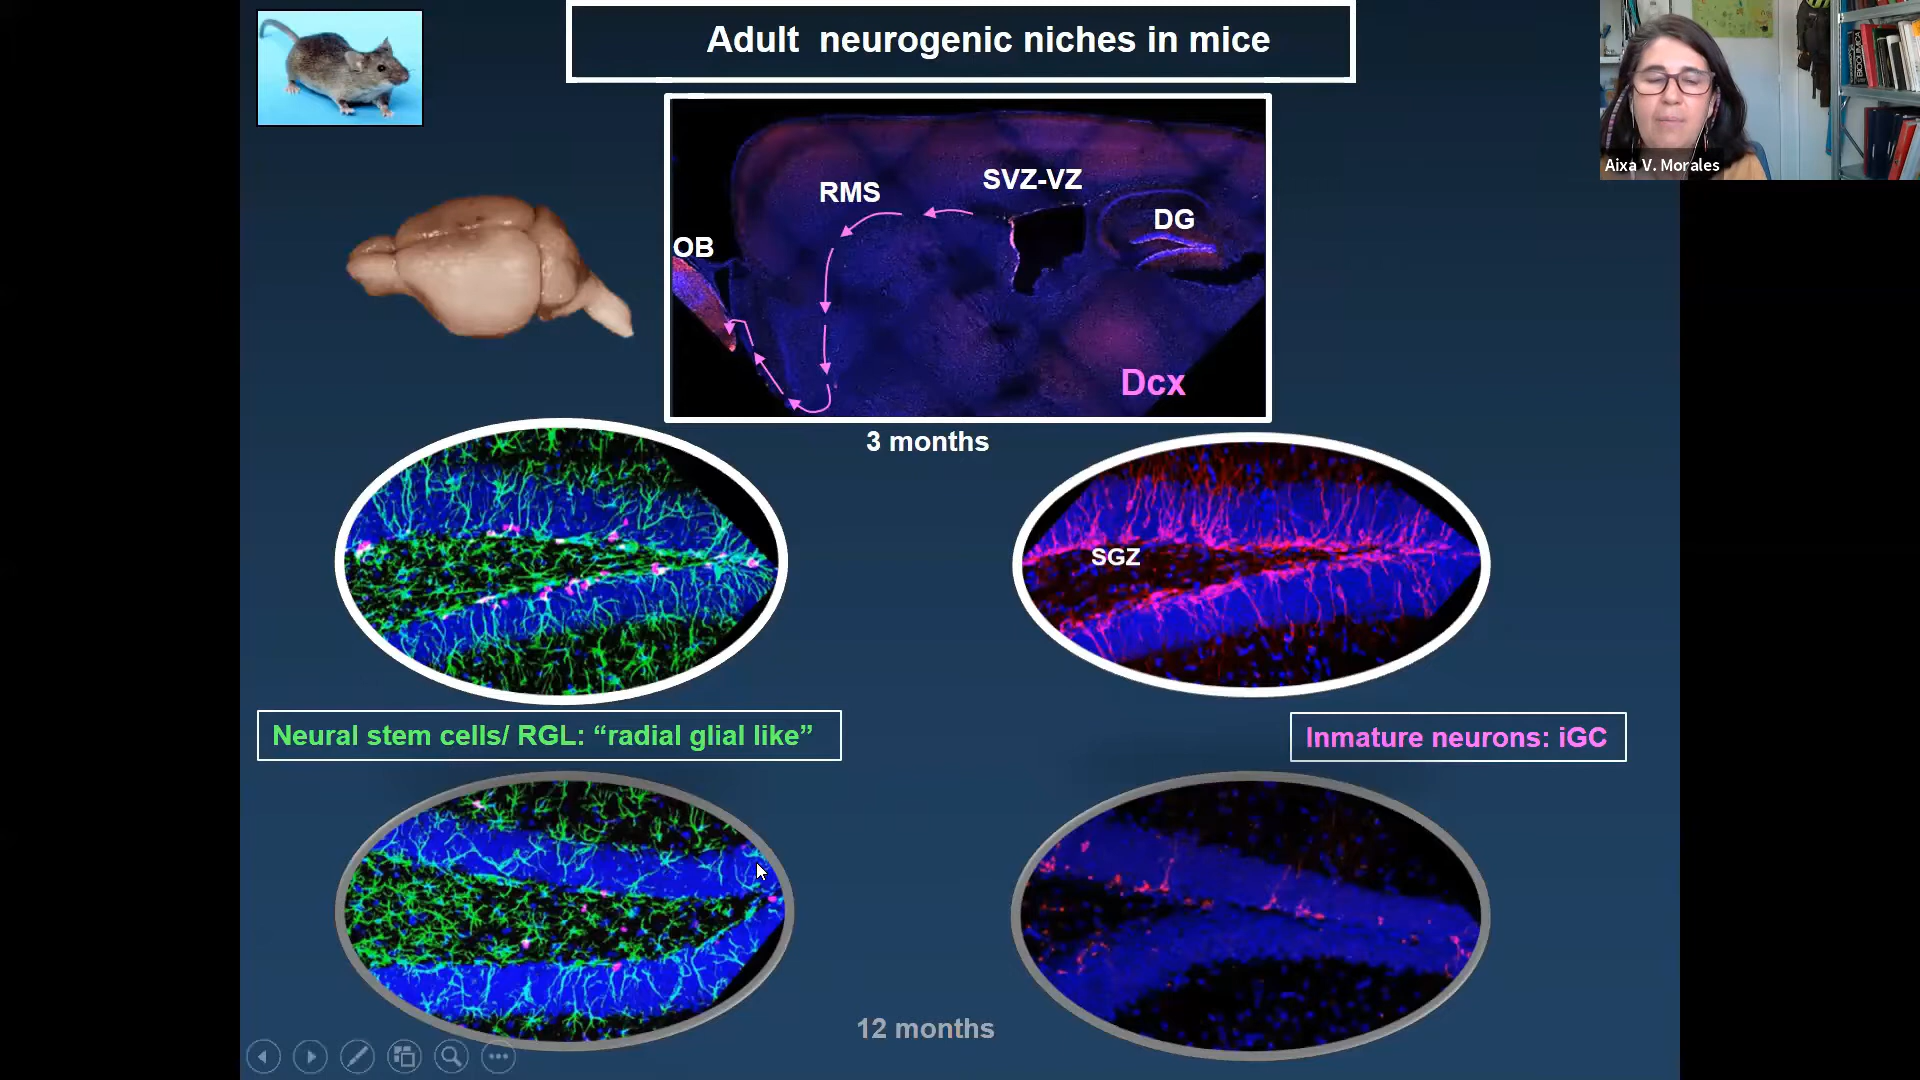 Adult neurogenic niches in mice
RMS
SVZ-VZ
DG
OB
Dcx
3 months
SGZ
Neural stem cells/ RGL: “radial glial like”
Inmature neurons: iGC
12 months
Aixa V. Morales
BIOQUIMICA